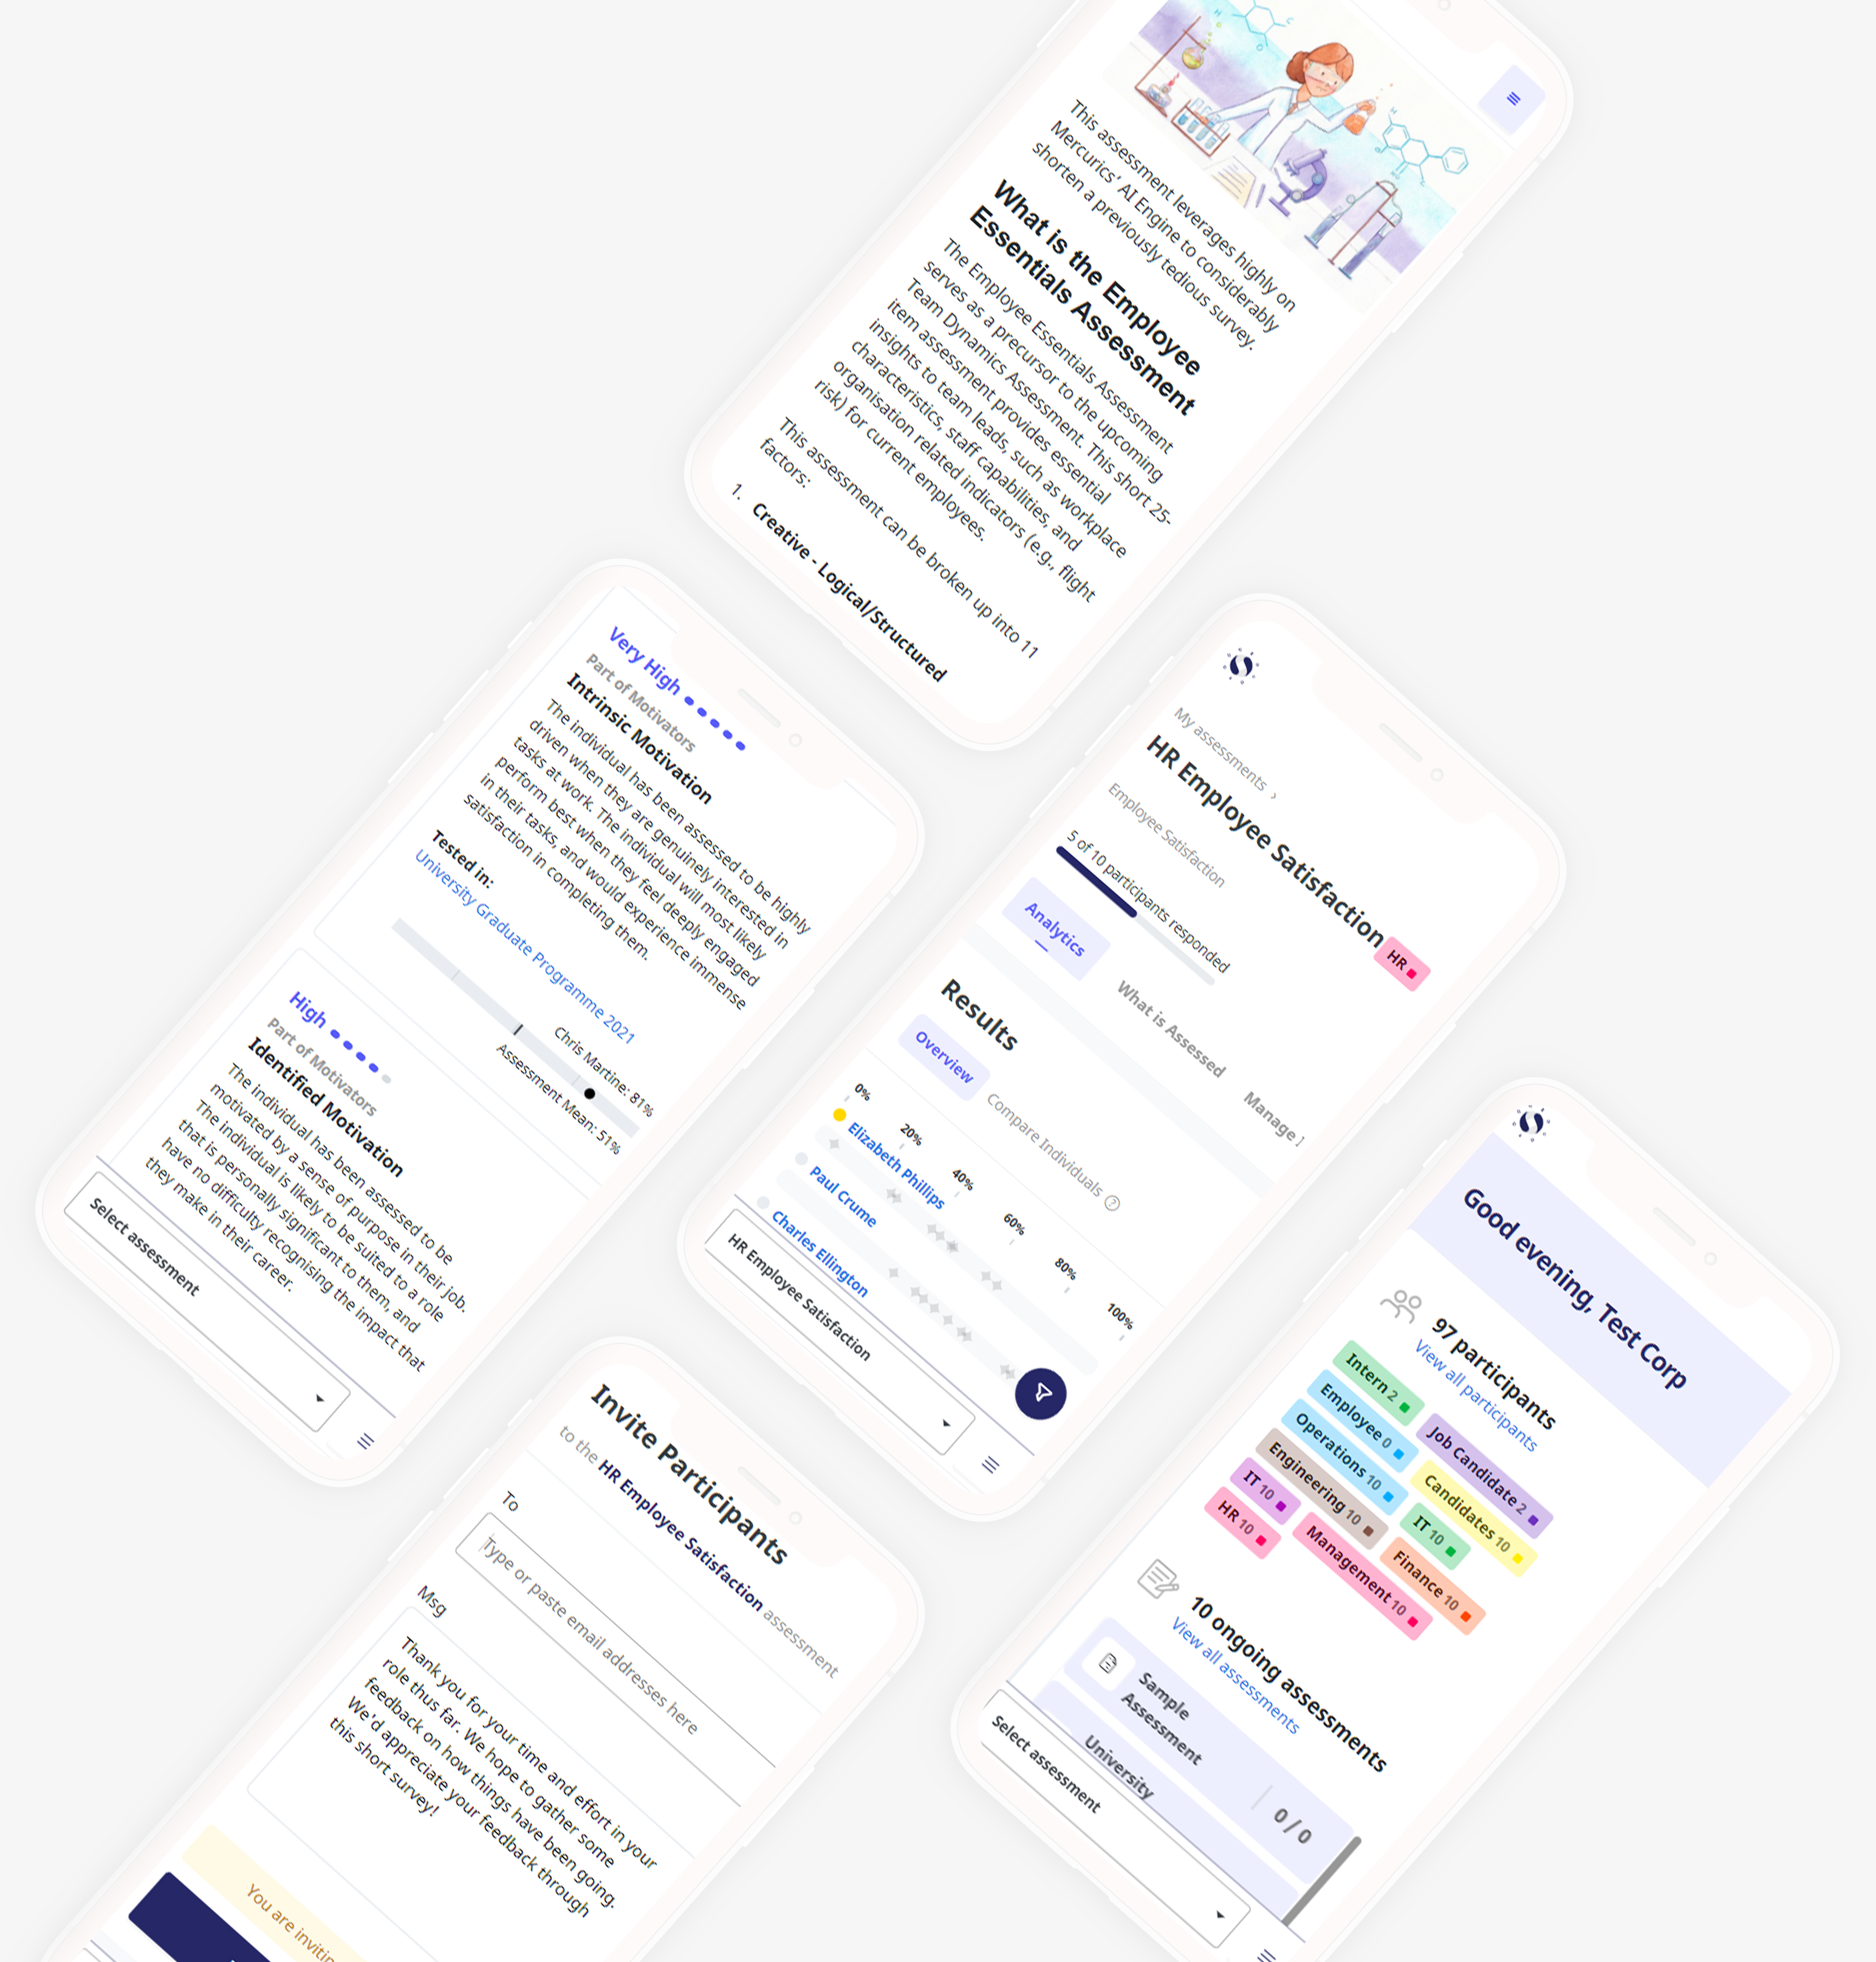 This assessment leverages highly on
Mercurics' AI Engine to considerably
shorten a previously tedious survey.
What is the Employee
Essentials Assessment
The Employee Essentials Assessment
serves as a precursor to the upcoming
Team Dynamics Assessment. This short 25-
item assessment provides essential
insights to team leads, such as workplace
characteristics, staff capabilities, and
organisation related indicators (e.g., flight
risk) for current employees.
This assessment can be broken up into 11
factors:
1. Creative - Logical/Structured
Very High
Part of Motivators
Intrinsic Motivation
The individual has been assessed to be highly
driven when they are genuinely interested in
tasks at work. The individual will most likely
perform best when they feel deeply engaged
in their tasks, and would experience immense
satisfaction in completing them.
Tested in:
University Graduate Programme 2021
Chris Martine: 81%
Assessment Mean: 51%
High
Part of Motivators
Identified Motivation
The individual has been assessed to be
motivated by a sense of purpose in their job.
The individual is likely to be suited to a role
that is personally significant to them, and
have no difficulty recognising the impact that
they make in their career.
Select assessment
My assessments ›
HR Employee Satisfaction
HR
Employee Satisfaction
5 of 10 participants responded
Analytics
What is Assessed
Manage
Results
Overview
Compare Individuals ?
0%
20%
40%
60%
80%
100%
Elizabeth Phillips
Paul Crume
Charles Ellington
HR Employee Satisfaction
Invite Participants
to the HR Employee Satisfaction assessment
To
Type or paste email addresses here
Msg
Thank you for your time and effort in your
role thus far. We hope to gather some
feedback on how things have been going.
We'd appreciate your feedback through
this short survey!
You are inviting
Good evening, Test Corp
97 participants
View all participants
Intern 2
Job Candidate 2
Employee 0
Candidates 10
Operations 10
IT 10
Engineering 10
Finance 10
IT 10
Management 10
HR 10
10 ongoing assessments
View all assessments
Sample
Assessment
0/0
University
Select assessment